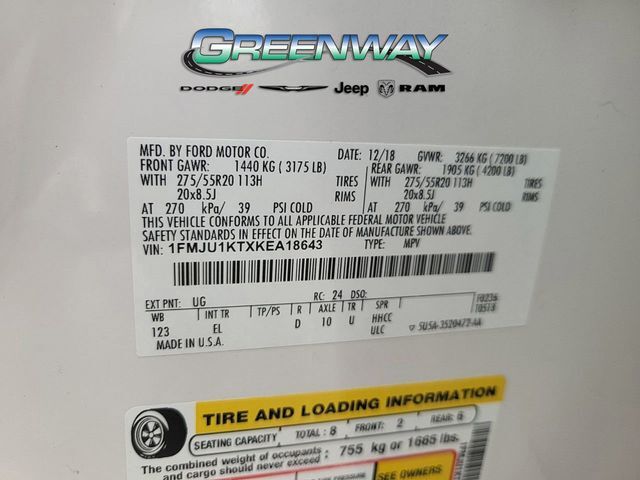 GREENWAY
DODGE Jeep RAM
MFD. BY FORD MOTOR CO. DATE: 12/18 GVWR: 3266 KG ( 7200 LB)
FRONT GAWR: 1440 KG ( 3175 LB) REAR GAWR: 1905 KG ( 4200 LB)
WITH 275/55R20 113H TIRES WITH 275/55R20 113H TIRES
20x8.5J RIMS 20x8.5J RIMS
AT 270 kPa/ 39 PSI COLD AT 270 kPa/ 39 PSI COLD
THIS VEHICLE CONFORMS TO ALL APPLICABLE FEDERAL MOTOR VEHICLE
SAFETY STANDARDS IN EFFECT ON THE DATE OF MANUFACTURE SHOWN ABOVE.
VIN: 1FMJU1KTXKEA18643 TYPE: MPV
EXT PNT: UG RC: 24 DSO: F0236
WB INT TR TP/PS R AXLE TR SPR T0518
123 EL D 10 U HHCC
ULC 5U5A-3520472-AA
MADE IN U.S.A.
TIRE AND LOADING INFORMATION
SEATING CAPACITY TOTAL: 8 FRONT: 2 REAR: 6
The combined weight of occupants : 755 kg or 1665 lbs.
and cargo should never exceed
SEE OWNERS